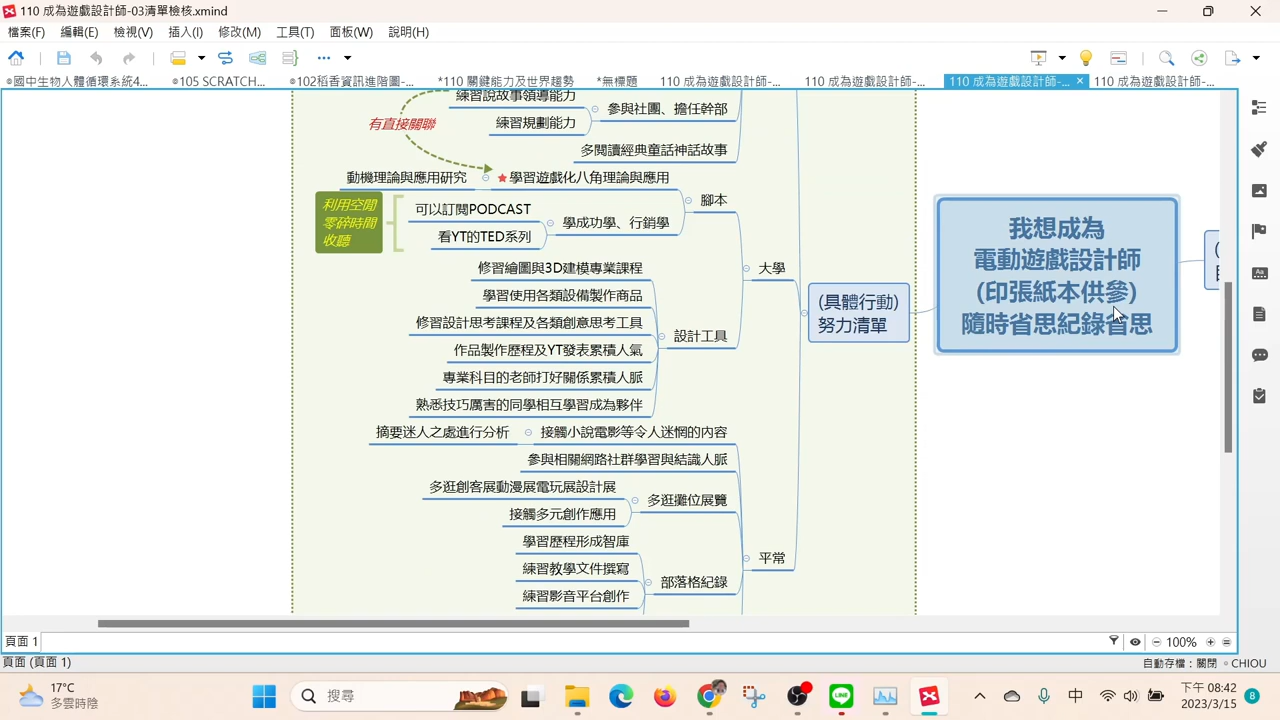 110 成為遊戲設計師-03清單檢核.xmind
檔案(F) 編輯(E) 檢視(V) 插入(I) 修改(M) 工具(T) 面板(W) 說明(H)
國中生物人體循環系統4... 105 SCRATCH... 102稻香資訊進階圖-... *110 關鍵能力及世界趨勢 *無標題 110 成為遊戲設計師-... 110 成為遊戲設計師-... 110 成為遊戲設計師-... 110 成為遊戲設計師-...
練習說故事領導能力
參與社團、擔任幹部
有直接關聯
練習規劃能力
多閱讀經典童話神話故事
動機理論與應用研究
學習遊戲化八角理論與應用
腳本
利用空閒
零碎時間
收聽
可以訂閱PODCAST
學成功學、行銷學
看YT的TED系列
修習繪圖與3D建模專業課程
大學
學習使用各類設備製作商品
修習設計思考課程及各類創意思考工具
設計工具
作品製作歷程及YT發表累積人氣
專業科目的老師打好關係累積人脈
熟悉技巧厲害的同學相互學習成為夥伴
(具體行動)
努力清單
我想成為
電動遊戲設計師
(印張紙本供參)
隨時省思紀錄省思
摘要迷人之處進行分析
接觸小說電影等令人迷惘的內容
參與相關網路社群學習與結識人脈
多逛創客展動漫展電玩展設計展
多逛攤位展覽
接觸多元創作應用
學習歷程形成智庫
平常
練習教學文件撰寫
部落格紀錄
練習影音平台創作
頁面 1
100%
頁面 (頁面 1)
自動存檔：關閉 CHIOU
17°C
多雲時陰
搜尋
中
下午 08:42
2023/3/15
8